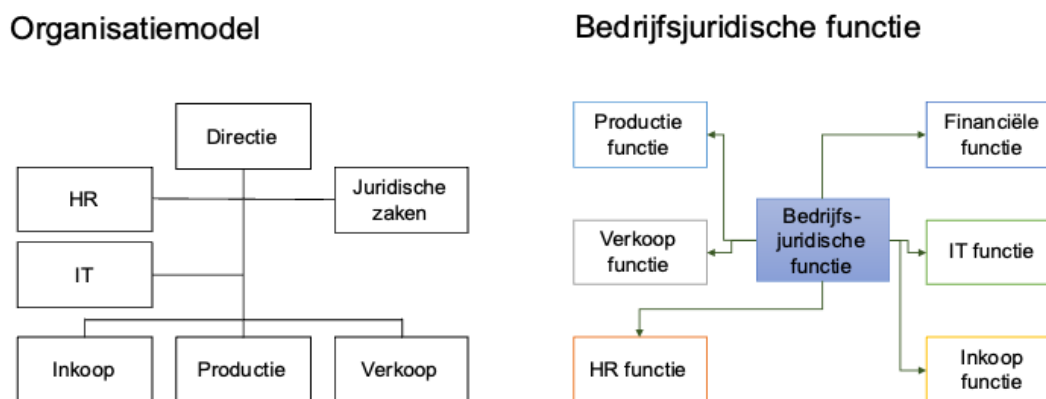 Organisatiemodel
Directie
HR
Juridische
zaken
IT
Inkoop
Productie
Verkoop
Bedrijfsjuridische functie
Productie
functie
Financiële
functie
Verkoop
functie
Bedrijfs-
juridische
functie
IT functie
HR functie
Inkoop
functie